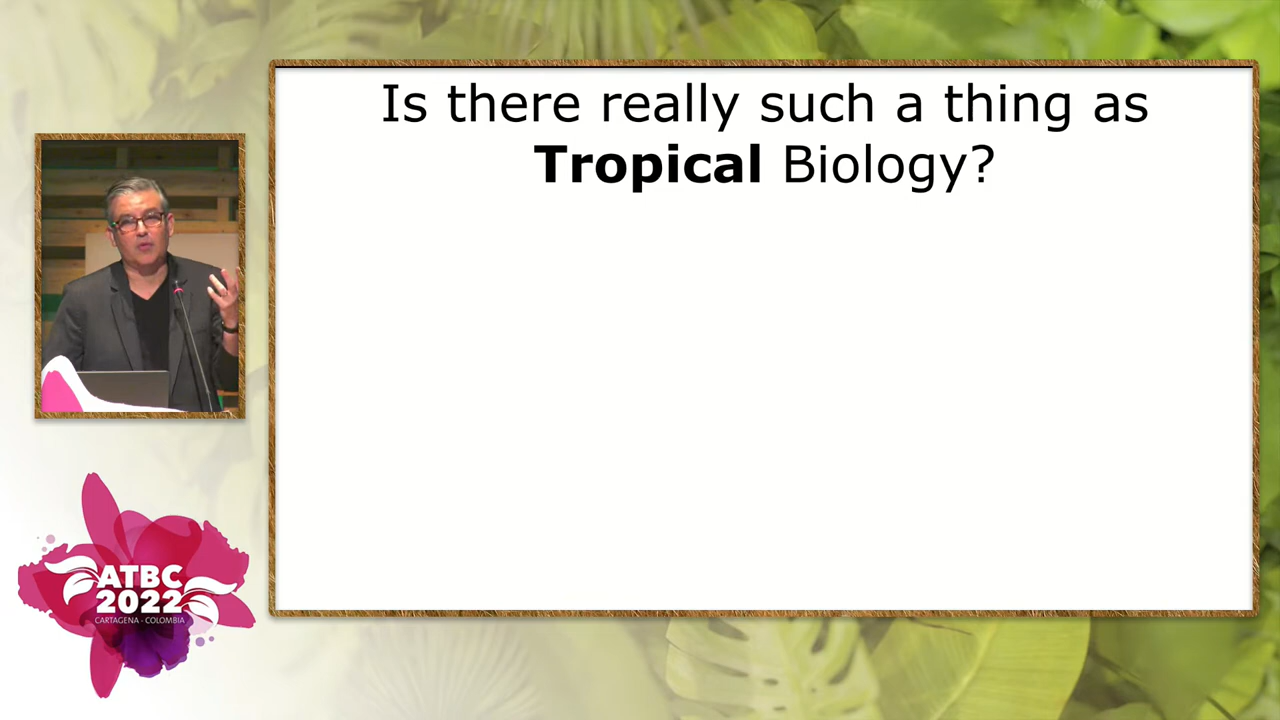 Is there really such a thing as
Tropical Biology?
ATBC
2022
CARTAGENA - COLOMBIA